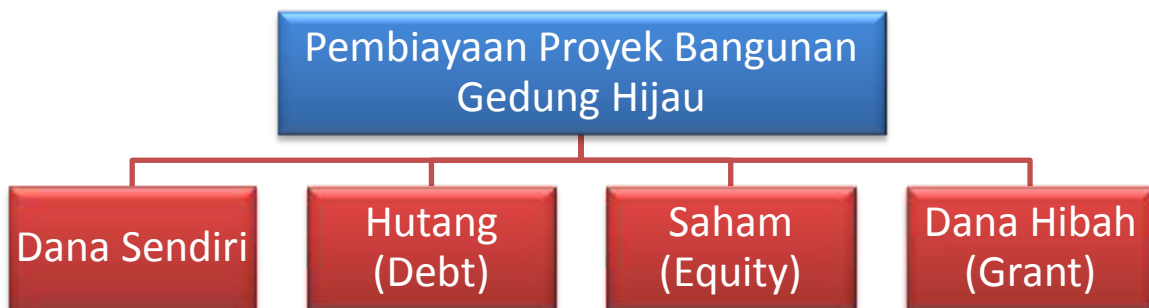 Pembiayaan Proyek Bangunan
Gedung Hijau
Dana Sendiri
Hutang
(Debt)
Saham
(Equity)
Dana Hibah
(Grant)